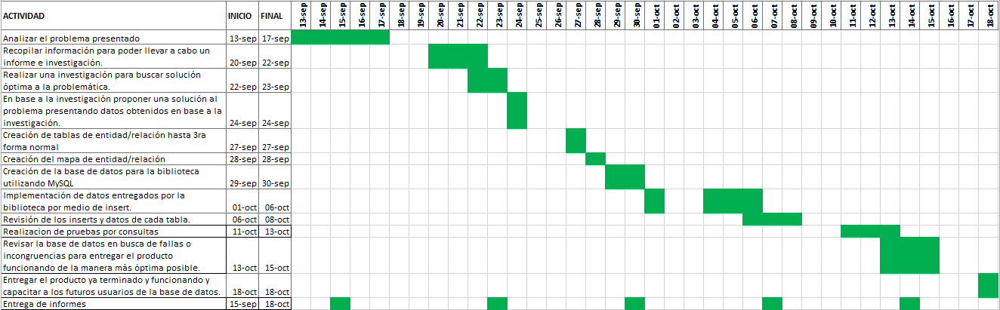 ACTIVIDAD INICIO FINAL 13-sep 14-sep 15-sep 16-sep 17-sep 18-sep 19-sep 20-sep 21-sep 22-sep 23-sep 24-sep 25-sep 26-sep 27-sep 28-sep 29-sep 30-sep 01-oct 02-oct 03-oct 04-oct 05-oct 06-oct 07-oct 08-oct 09-oct 10-oct 11-oct 12-oct 13-oct 14-oct 15-oct 16-oct 17-oct 18-oct
Analizar el problema presentado 13-sep 17-sep
Recopilar información para poder llevar a cabo un
informe e investigación. 20-sep 22-sep
Realizar una investigación para buscar solución
óptima a la problemática. 22-sep 23-sep
En base a la investigación proponer una solución al
problema presentando datos obtenidos en base a la
investigación. 24-sep 24-sep
Creación de tablas de entidad/relación hasta 3ra
forma normal 27-sep 27-sep
Creación del mapa de entidad/relación 28-sep 28-sep
Creación de la base de datos para la biblioteca
utilizando MySQL 29-sep 30-sep
Implementación de datos entregados por la
biblioteca por medio de insert. 01-oct 06-oct
Revisión de los inserts y datos de cada tabla. 06-oct 08-oct
Realizacion de pruebas por consultas 11-oct 13-oct
Revisar la base de datos en busca de fallas o
incongruencias para entregar el producto
funcionando de la manera más óptima posible. 13-oct 15-oct
Entregar el producto ya terminado y funcionando y
capacitar a los futuros usuarios de la base de datos. 18-oct 18-oct
Entrega de informes 15-sep 18-oct